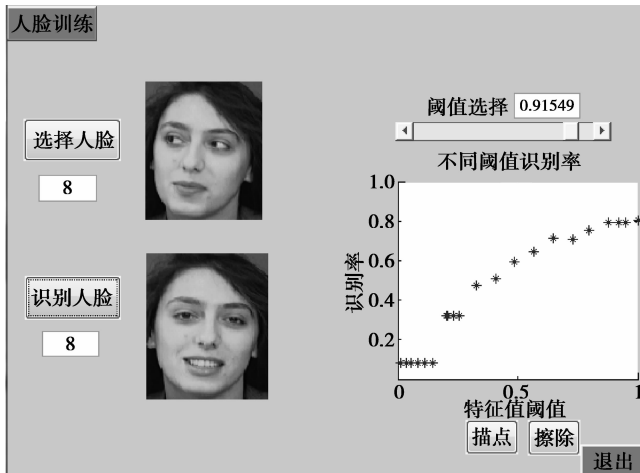 人脸训练
选择人脸
8
识别人脸
8
阈值选择 0.91549
不同阈值识别率
1.0
0.8
0.6
0.4
0.2
识别率
0 0.5 1
特征值阈值
描点 擦除
退出